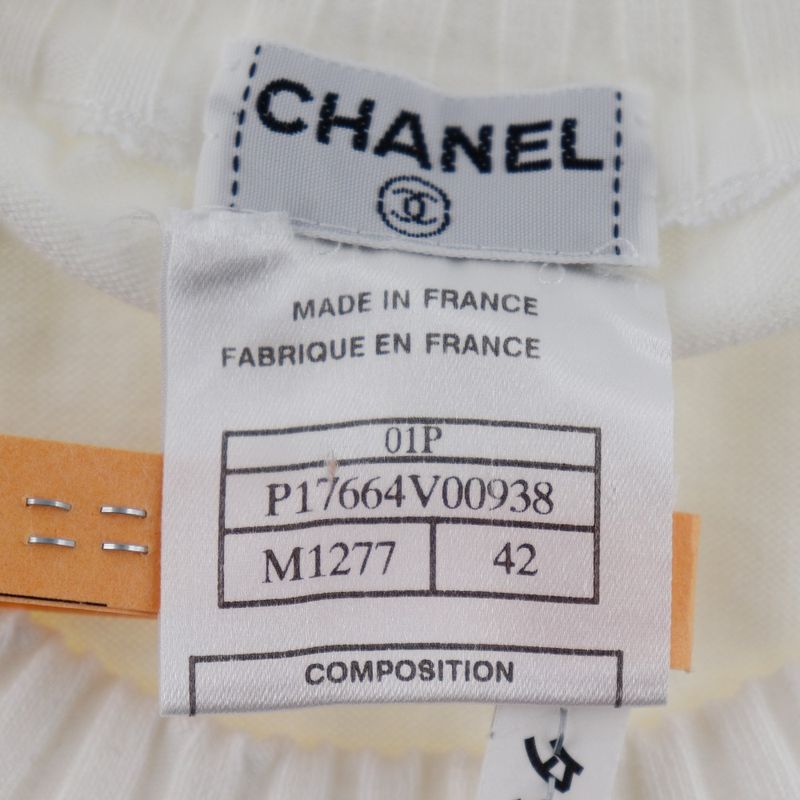 CHANEL
MADE IN FRANCE
FABRIQUE EN FRANCE
01P
P17664V00938
M1277 42
COMPOSITION